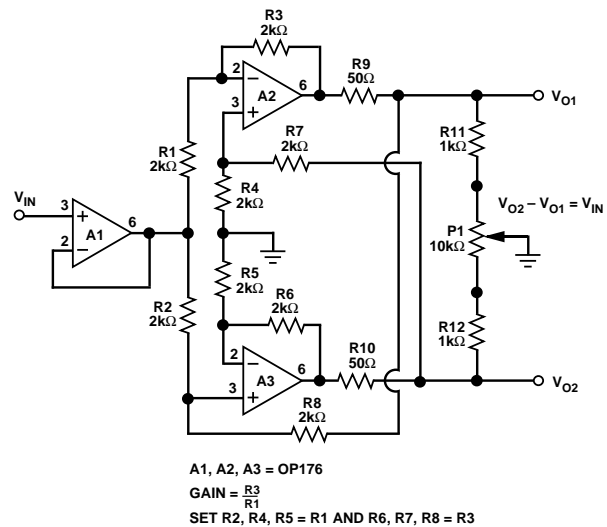 R3
2kΩ
2
–
A2
6
3
+
R9
50Ω
V_O1
R7
2kΩ
R11
1kΩ
R1
2kΩ
R4
2kΩ
V_IN
3
+
6
A1
2
–
V_O2 – V_O1 = V_IN
P1
10kΩ
R5
2kΩ
R2
2kΩ
R6
2kΩ
R12
1kΩ
2
–
6
A3
3
+
R10
50Ω
V_O2
R8
2kΩ
A1, A2, A3 = OP176
GAIN = R3/R1
SET R2, R4, R5 = R1 AND R6, R7, R8 = R3